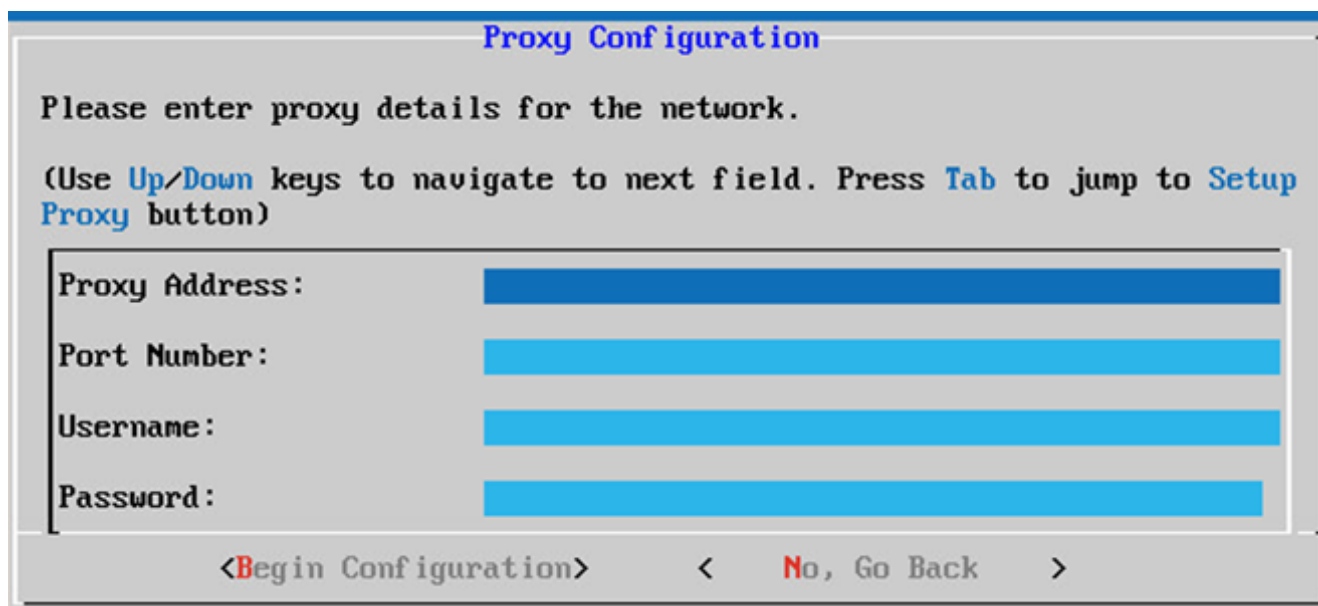 Proxy Configuration
Please enter proxy details for the network.
(Use Up/Down keys to navigate to next field. Press Tab to jump to Setup
Proxy button)
Proxy Address:
Port Number:
Username:
Password:
<Begin Configuration> < No, Go Back >